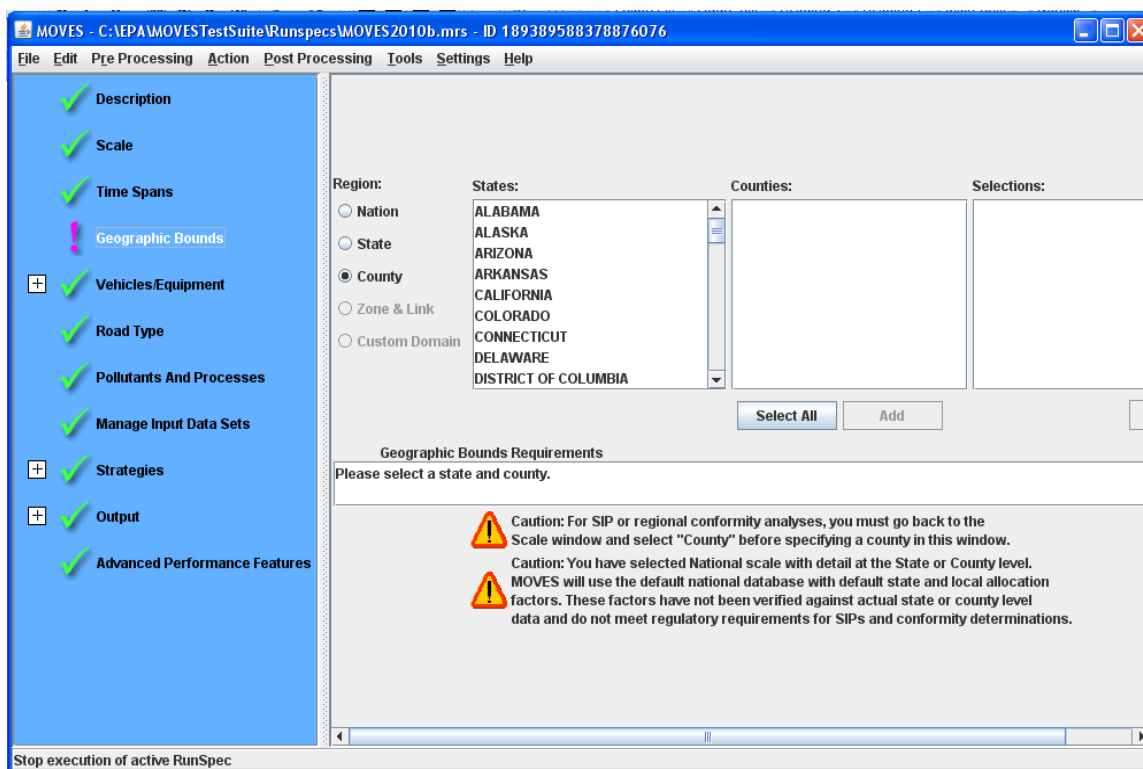 MOVES - C:\EPA\MOVESTestSuite\Runspecs\MOVES2010b.mrs - ID 189389588378876076
File Edit Pre Processing Action Post Processing Tools Settings Help
Description
Scale
Time Spans
Geographic Bounds
Vehicles/Equipment
Road Type
Pollutants And Processes
Manage Input Data Sets
Strategies
Output
Advanced Performance Features
Region:
Nation
State
County
Zone & Link
Custom Domain
States:
ALABAMA
ALASKA
ARIZONA
ARKANSAS
CALIFORNIA
COLORADO
CONNECTICUT
DELAWARE
DISTRICT OF COLUMBIA
Counties:
Selections:
Select All
Add
Geographic Bounds Requirements
Please select a state and county.
Caution: For SIP or regional conformity analyses, you must go back to the
Scale window and select "County" before specifying a county in this window.
Caution: You have selected National scale with detail at the State or County level.
MOVES will use the default national database with default state and local allocation
factors. These factors have not been verified against actual state or county level
data and do not meet regulatory requirements for SIPs and conformity determinations.
Stop execution of active RunSpec